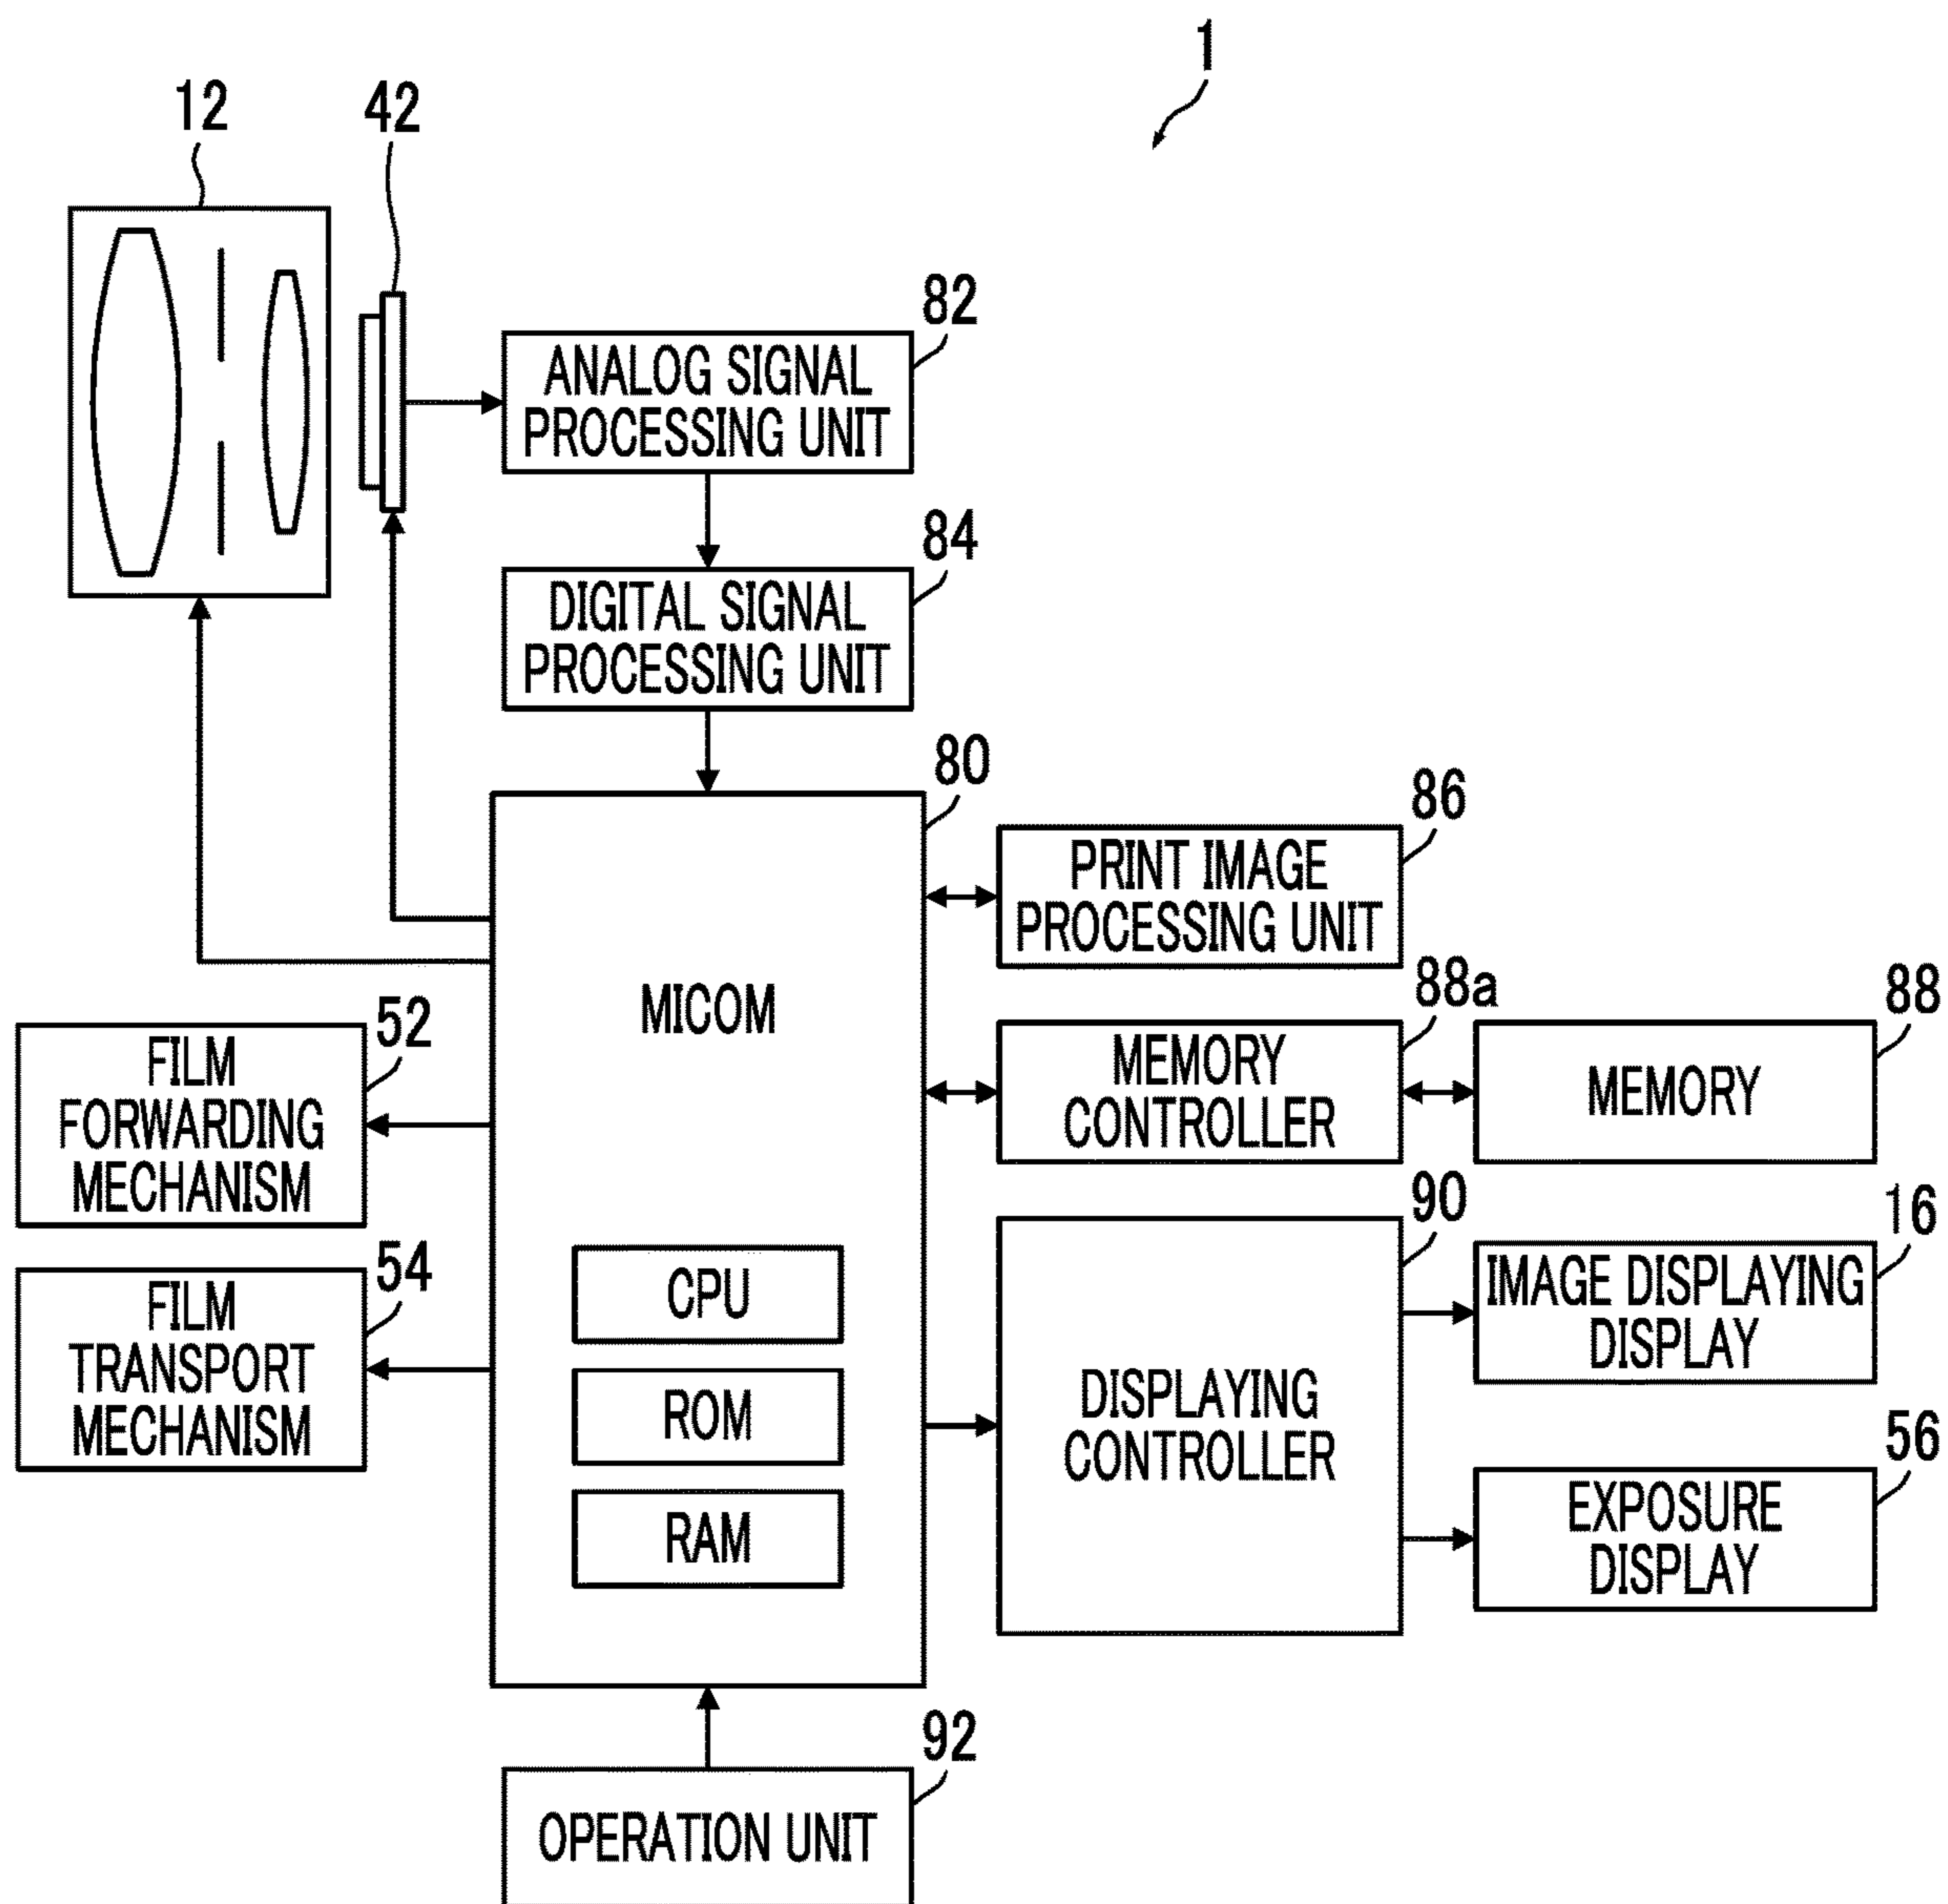 1
12
42
82
ANALOG SIGNAL
PROCESSING UNIT
84
DIGITAL SIGNAL
PROCESSING UNIT
80
MICOM
CPU
ROM
RAM
86
PRINT IMAGE
PROCESSING UNIT
88a
MEMORY
CONTROLLER
88
MEMORY
52
FILM
FORWARDING
MECHANISM
54
FILM
TRANSPORT
MECHANISM
90
DISPLAYING
CONTROLLER
16
IMAGE DISPLAYING
DISPLAY
56
EXPOSURE
DISPLAY
92
OPERATION UNIT